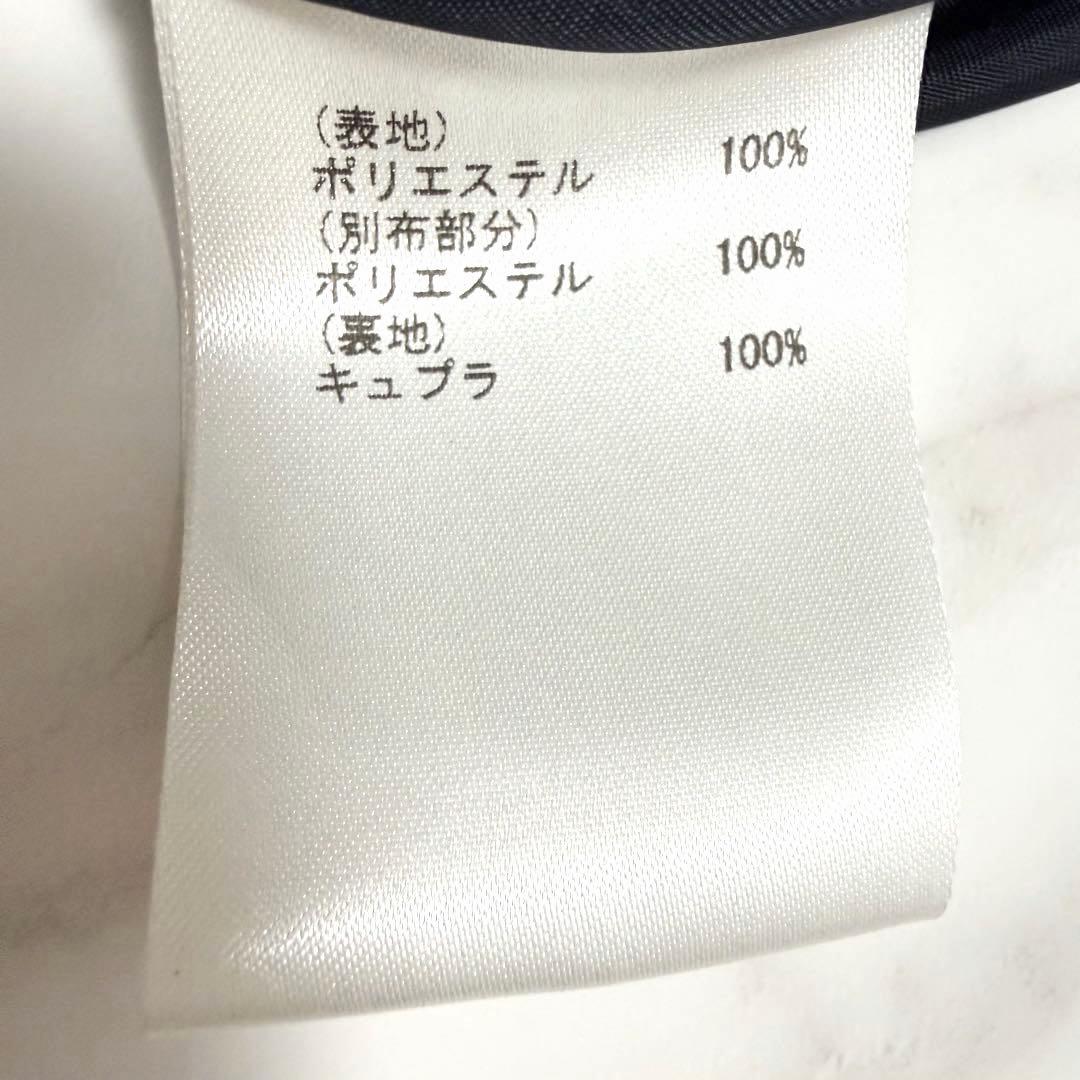 (表地)
ポリエステル 100%
(別布部分)
ポリエステル 100%
(裏地)
キュプラ 100%